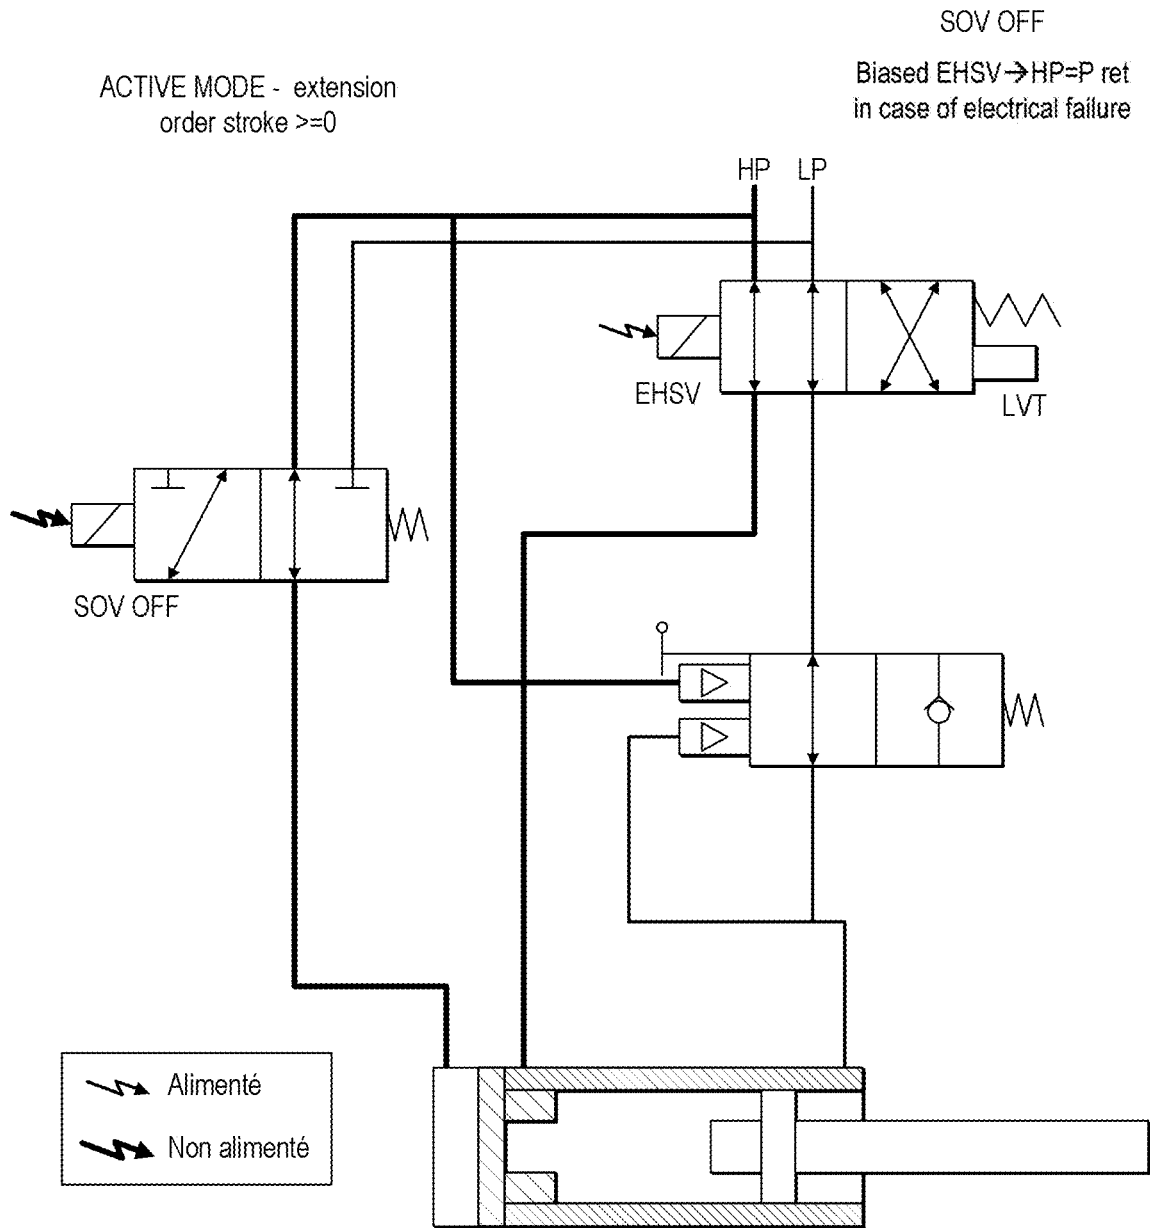 SOV OFF
Biased EHSV→HP=P ret
in case of electrical failure
ACTIVE MODE - extension
order stroke >=0
HP
LP
EHSV
LVT
SOV OFF
Alimenté
Non alimenté